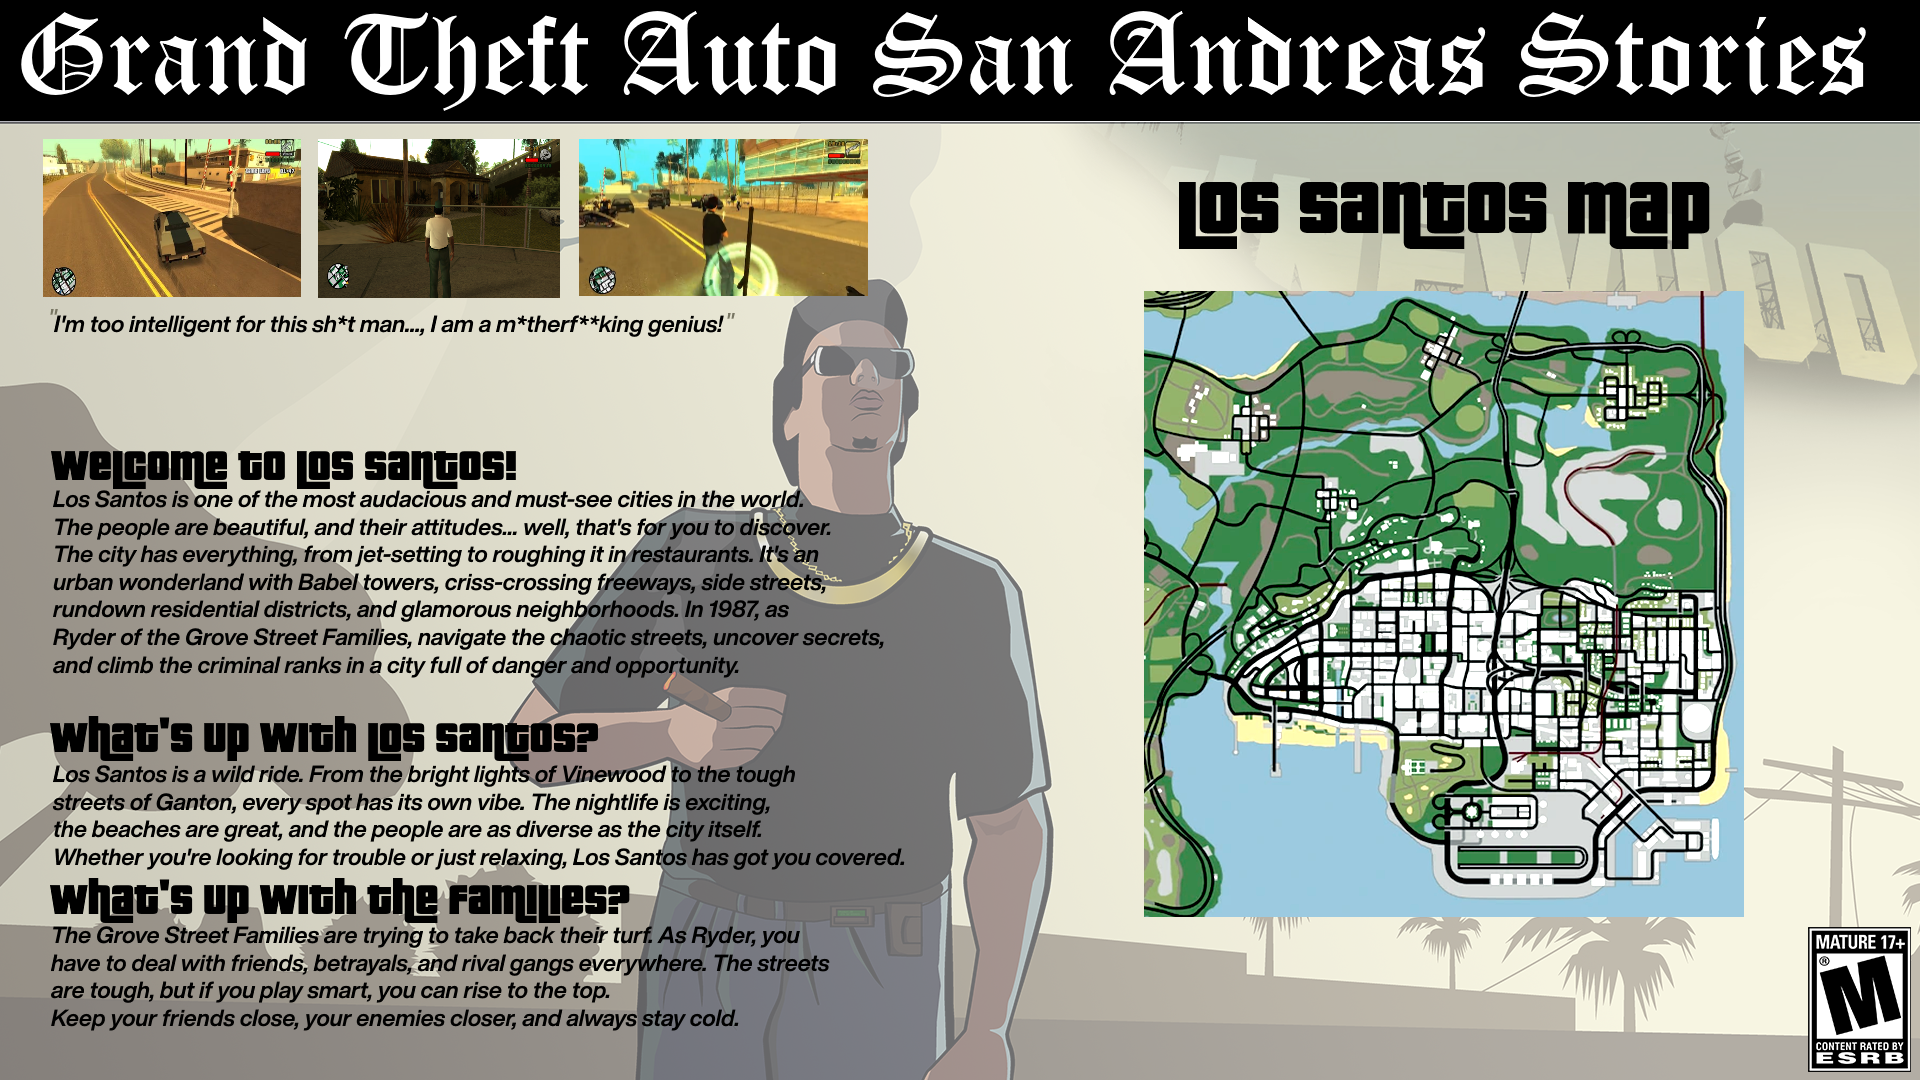 Grand Theft Auto San Andreas Stories
"I'm too intelligent for this sh*t man..., I am a m*therf**king genius!"
Welcome to Los Santos!
Los Santos is one of the most audacious and must-see cities in the world.
The people are beautiful, and their attitudes... well, that's for you to discover.
The city has everything, from jet-setting to roughing it in restaurants. It's an
urban wonderland with Babel towers, criss-crossing freeways, side streets,
rundown residential districts, and glamorous neighborhoods. In 1987, as
Ryder of the Grove Street Families, navigate the chaotic streets, uncover secrets,
and climb the criminal ranks in a city full of danger and opportunity.
What's up with Los Santos?
Los Santos is a wild ride. From the bright lights of Vinewood to the tough
streets of Ganton, every spot has its own vibe. The nightlife is exciting,
the beaches are great, and the people are as diverse as the city itself.
Whether you're looking for trouble or just relaxing, Los Santos has got you covered.
What's up with the Families?
The Grove Street Families are trying to take back their turf. As Ryder, you
have to deal with friends, betrayals, and rival gangs everywhere. The streets
are tough, but if you play smart, you can rise to the top.
Keep your friends close, your enemies closer, and always stay cold.
Los Santos Map
MATURE 17+
M
®
CONTENT RATED BY
ESRB